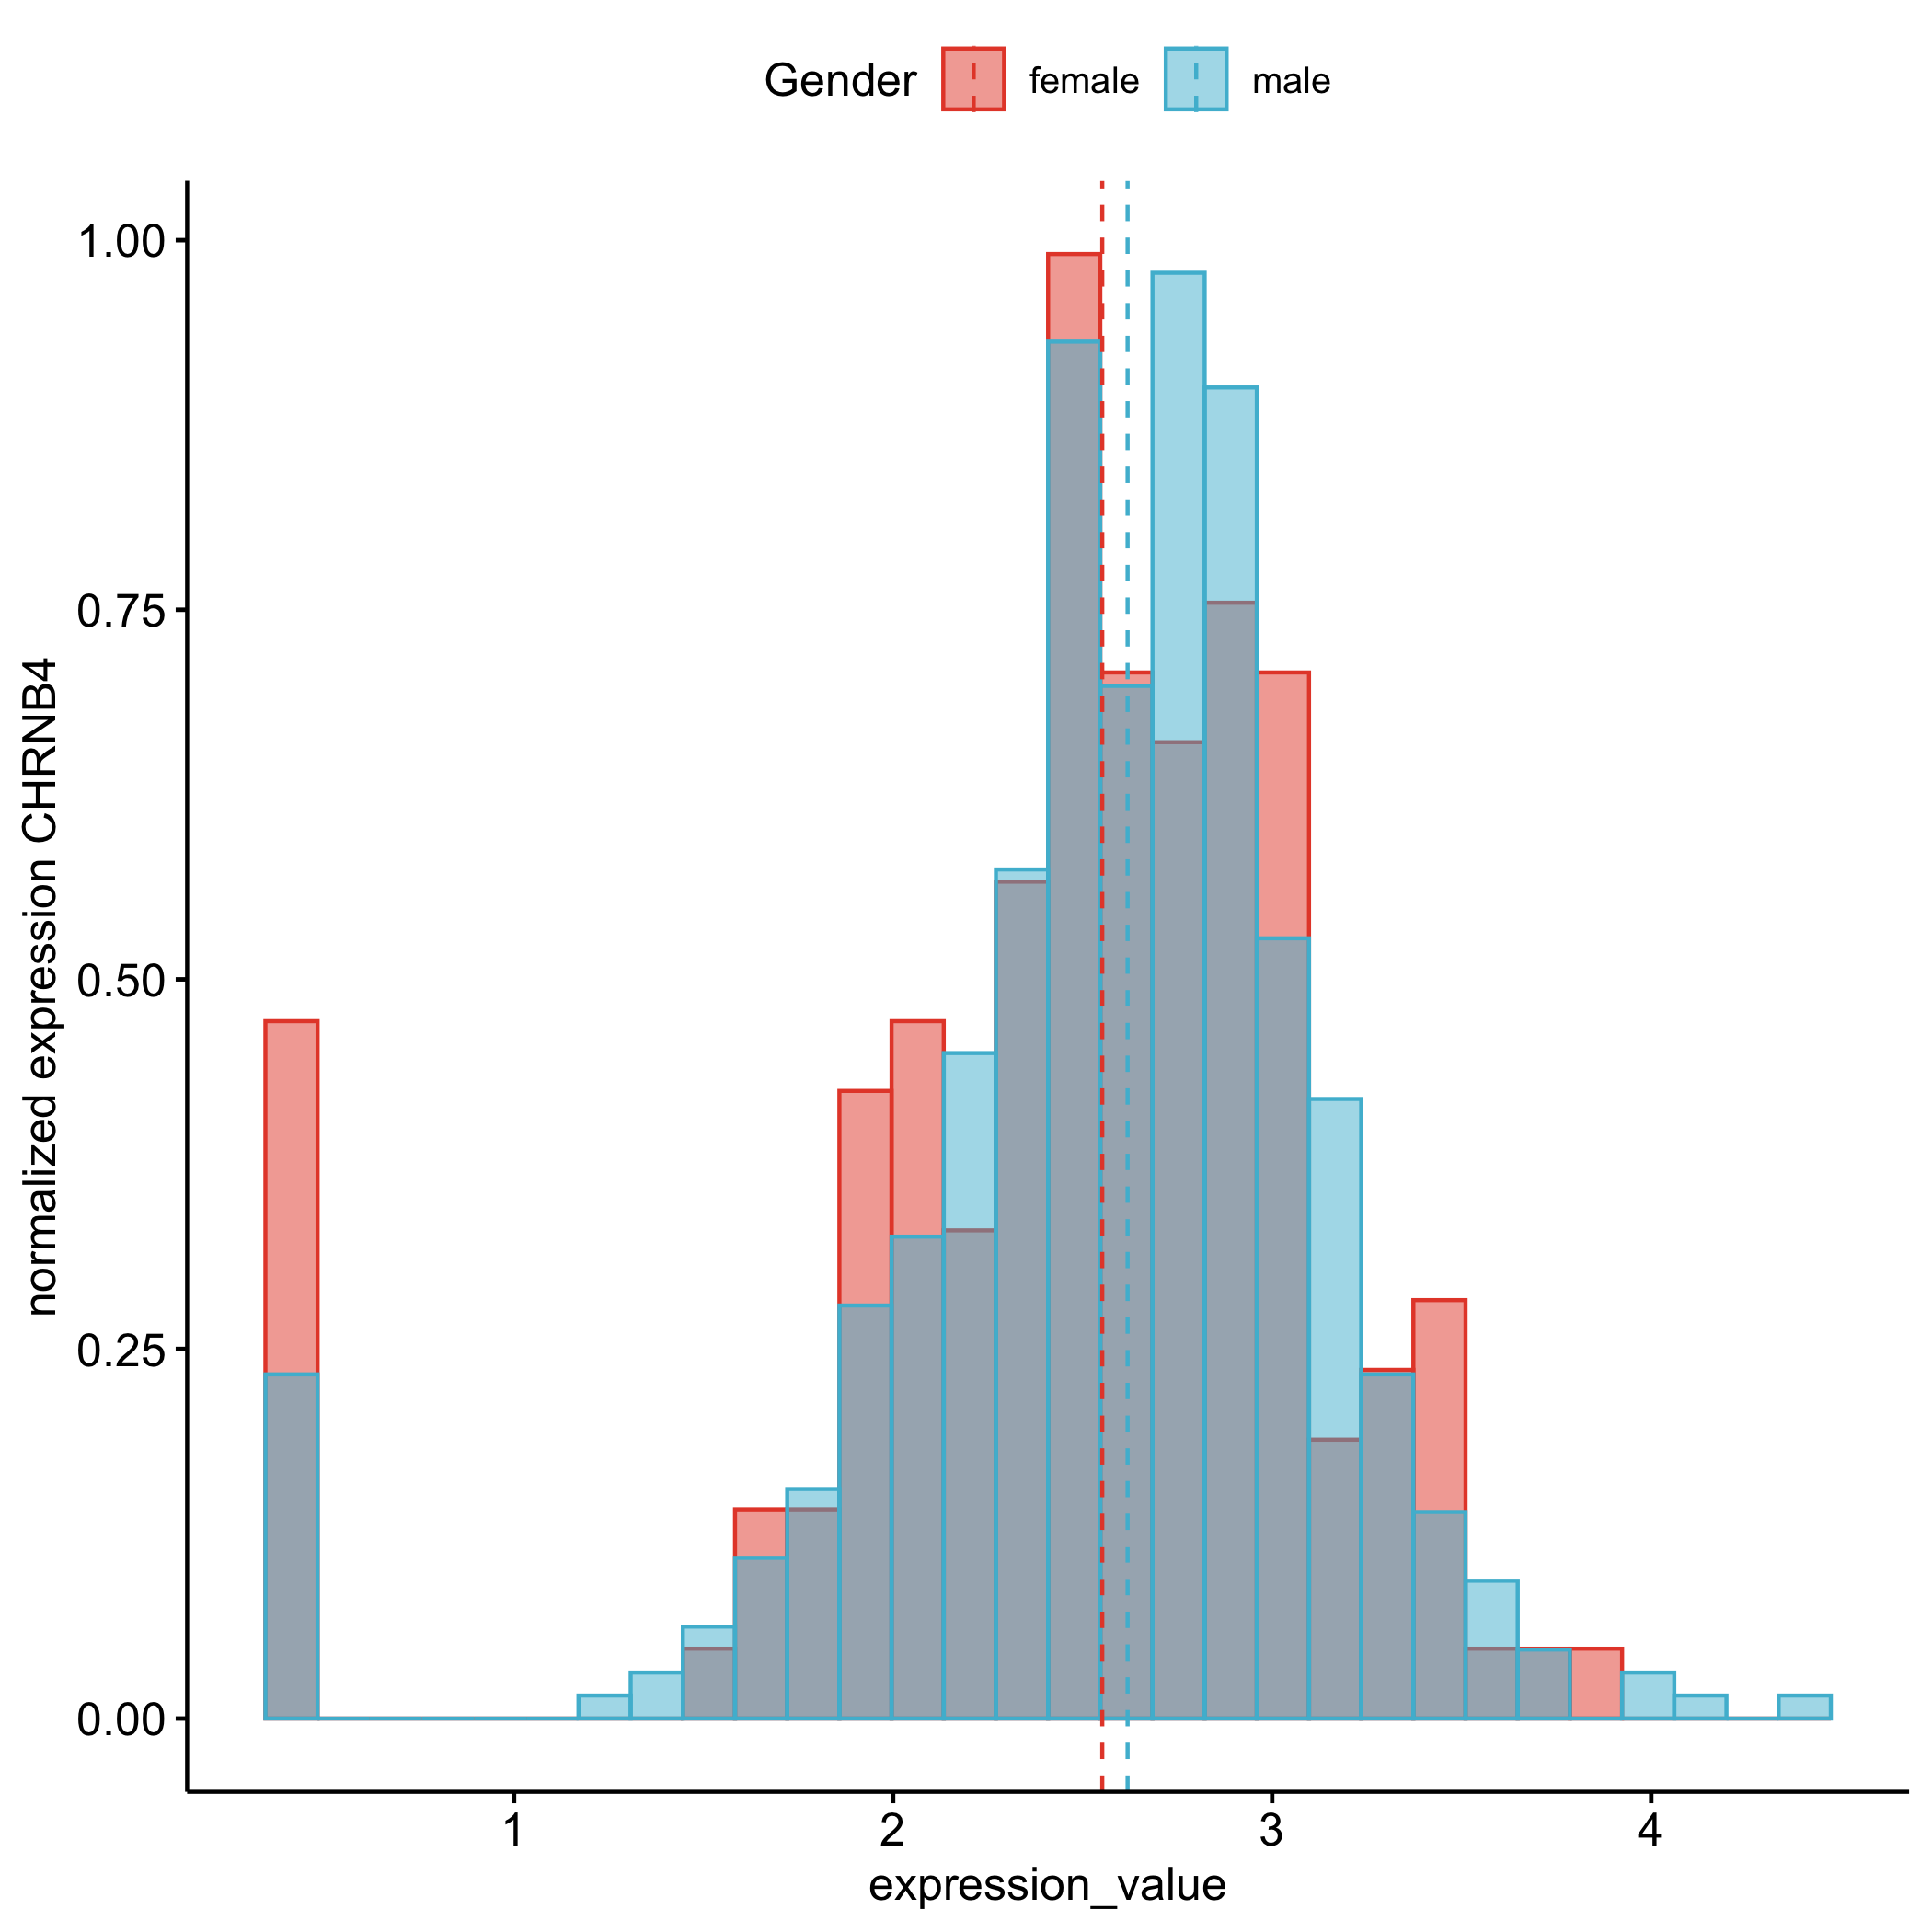 Gender female male
1.00
0.75
0.50
0.25
0.00
normalized expression CHRNB4
1 2 3 4
expression_value